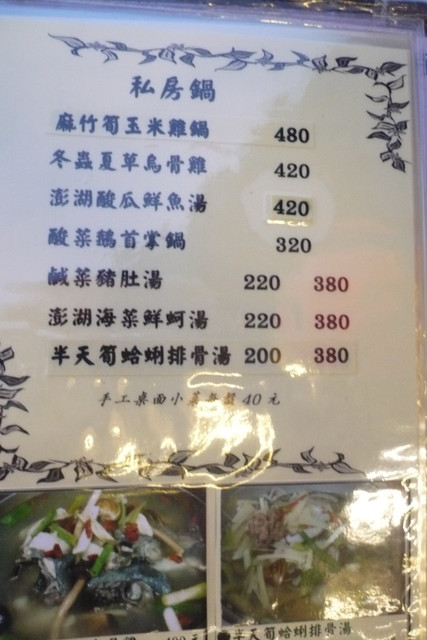 私房鍋
麻竹筍玉米雞鍋 480
冬蟲夏草烏骨雞 420
澎湖酸瓜鮮魚湯 420
酸菜鵝首掌鍋 320
鹹菜豬肚湯 220 380
澎湖海菜鮮蚵湯 220 380
半天筍蛤蜊排骨湯 200 380
手工桌面小菜每盤40元
半天筍蛤蜊排骨湯